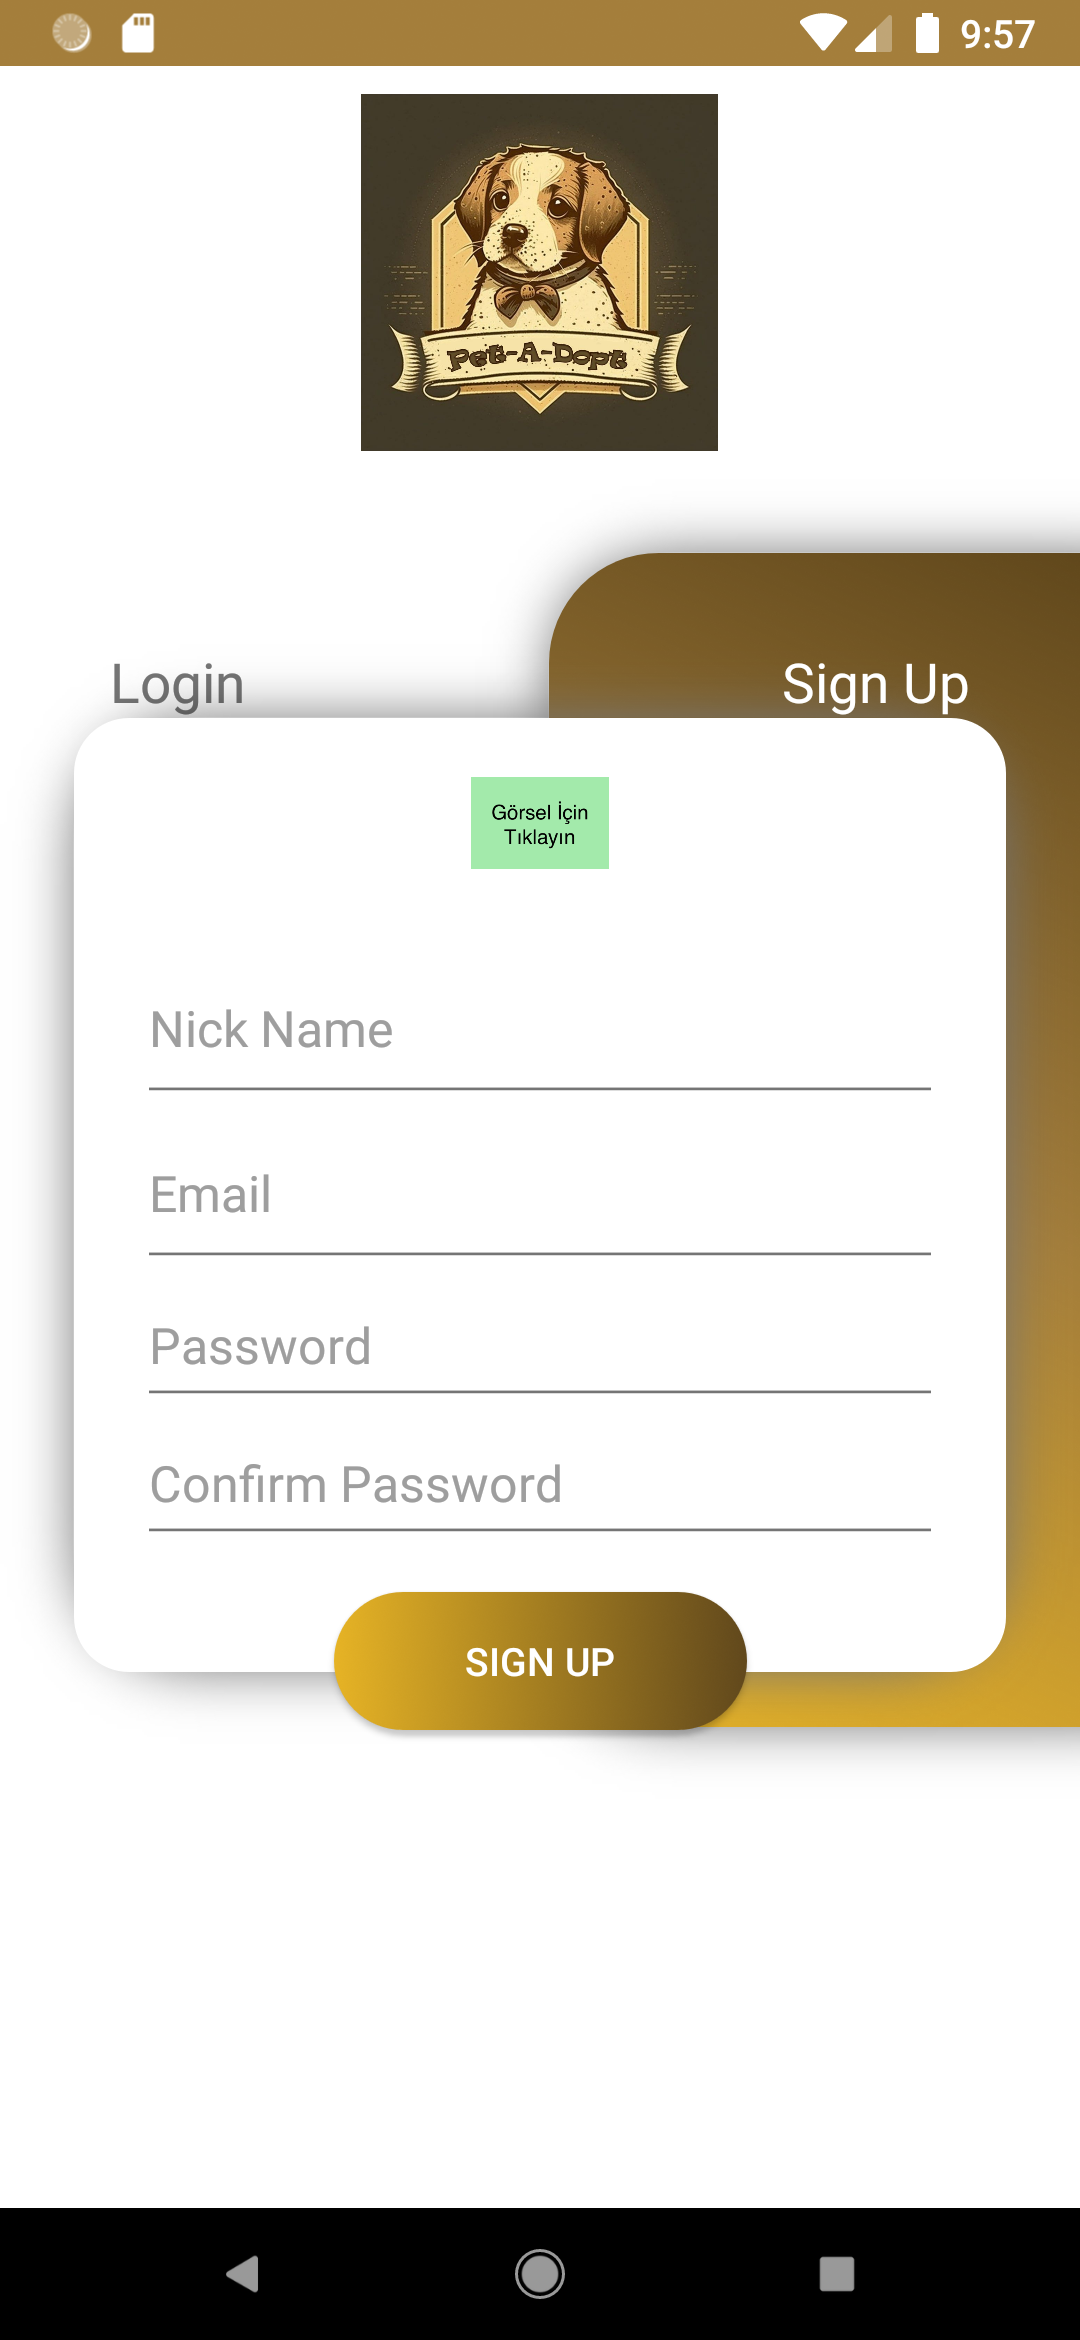 9:57
Pet-A-Dopt
Login
Sign Up
Görsel İçin
Tıklayın
Nick Name
Email
Password
Confirm Password
SIGN UP